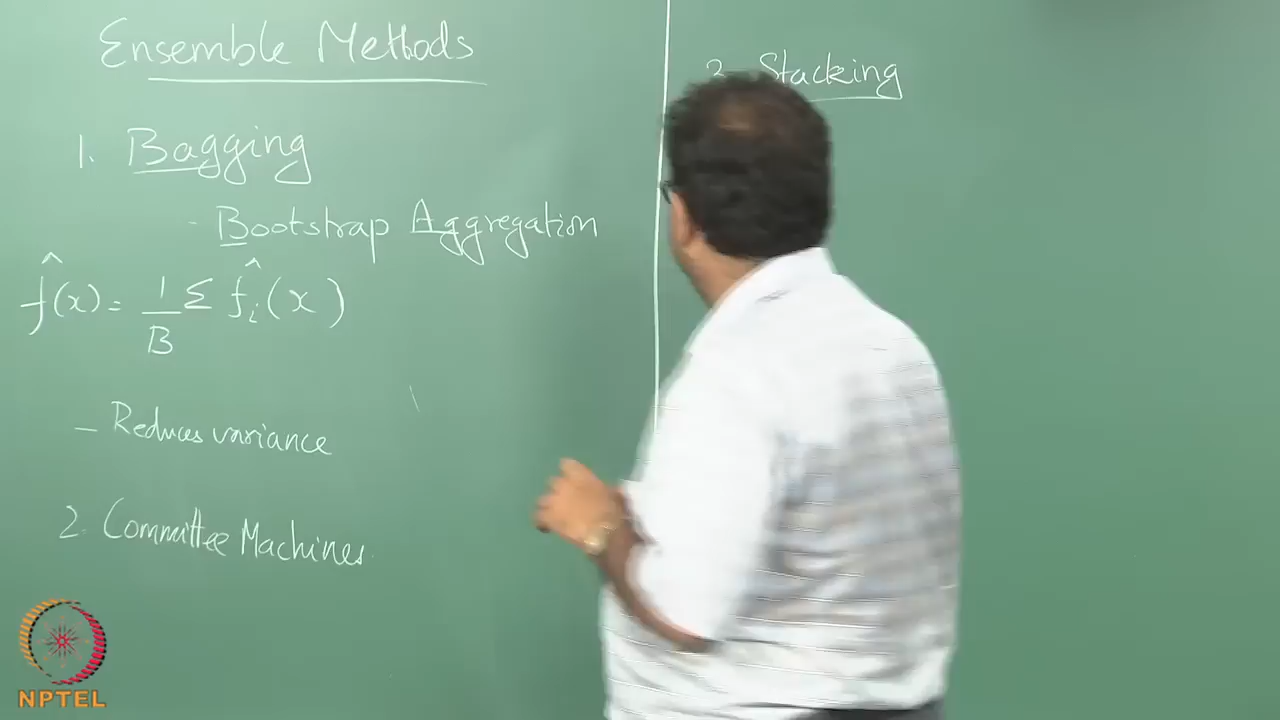 Ensemble Methods
1. Bagging
- Bootstrap Aggregation
f̂(x) = 1/B Σ f̂ᵢ(x)
– Reduces variance
2. Committee Machines
3. Stacking
NPTEL